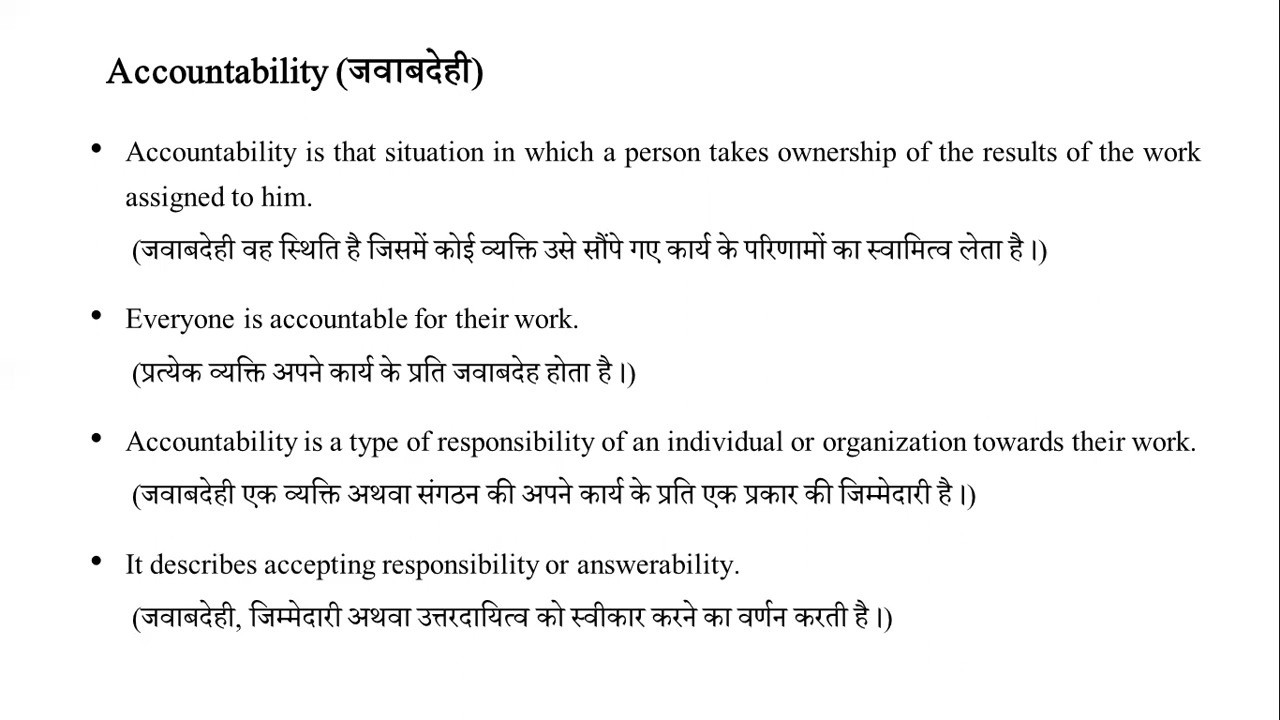 Accountability (जवाबदेही)
• Accountability is that situation in which a person takes ownership of the results of the work
assigned to him.
(जवाबदेही वह स्थिति है जिसमें कोई व्यक्ति उसे सौंपे गए कार्य के परिणामों का स्वामित्व लेता है।)
• Everyone is accountable for their work.
(प्रत्येक व्यक्ति अपने कार्य के प्रति जवाबदेह होता है।)
• Accountability is a type of responsibility of an individual or organization towards their work.
(जवाबदेही एक व्यक्ति अथवा संगठन की अपने कार्य के प्रति एक प्रकार की जिम्मेदारी है।)
• It describes accepting responsibility or answerability.
(जवाबदेही, जिम्मेदारी अथवा उत्तरदायित्व को स्वीकार करने का वर्णन करती है।)